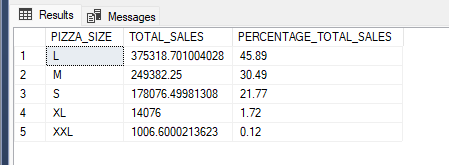 Results Messages
PIZZA_SIZE TOTAL_SALES PERCENTAGE_TOTAL_SALES
1 L 375318.701004028 45.89
2 M 249382.25 30.49
3 S 178076.49981308 21.77
4 XL 14076 1.72
5 XXL 1006.6000213623 0.12